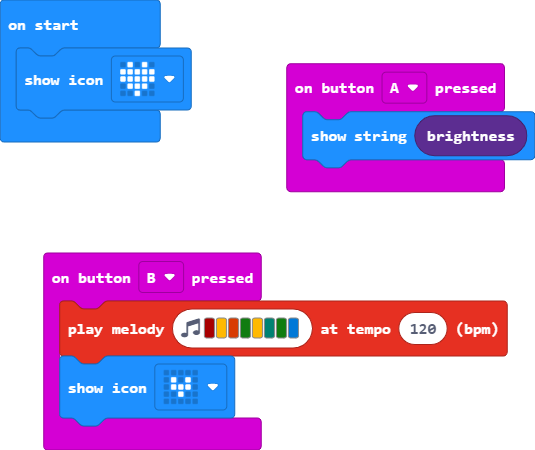 on start
show icon
on button A pressed
show string brightness
on button B pressed
play melody at tempo 120 (bpm)
show icon